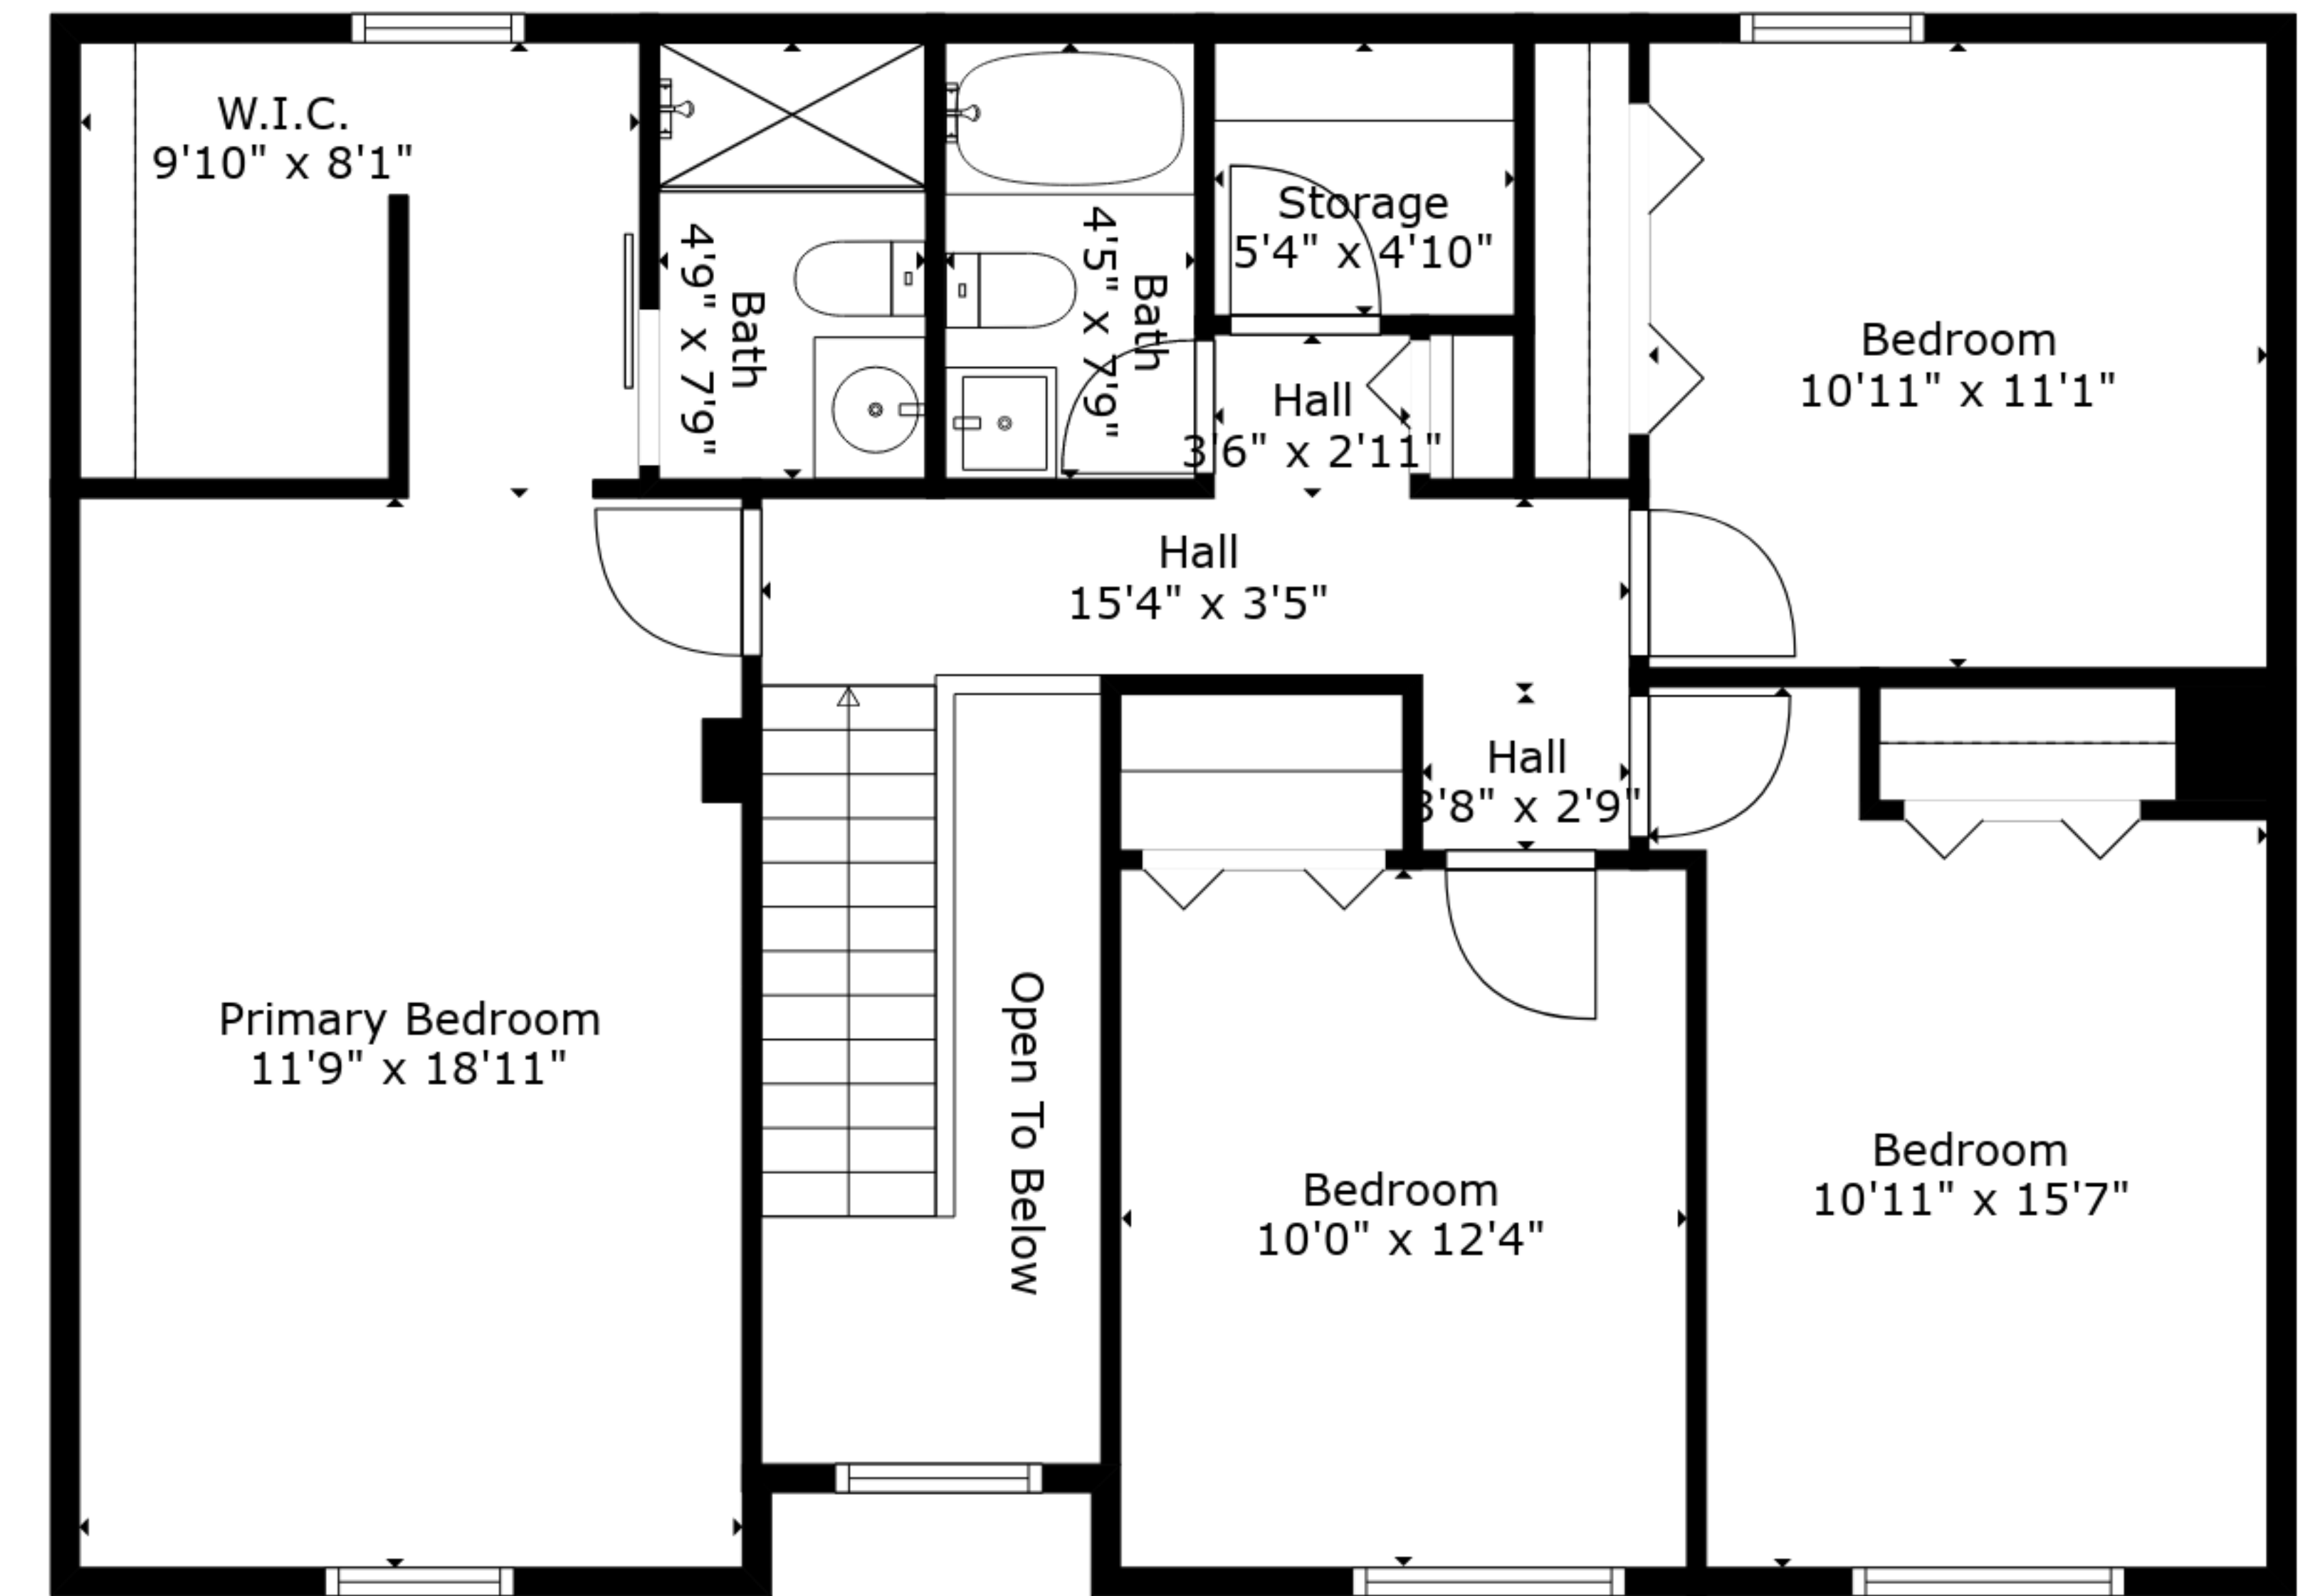 W.I.C.
9'10" x 8'1"
Bath
4'9" x 7'9"
Bath
4'5" x 7'9"
Storage
5'4" x 4'10"
Hall
3'6" x 2'11"
Bedroom
10'11" x 11'1"
Hall
15'4" x 3'5"
Hall
3'8" x 2'9"
Primary Bedroom
11'9" x 18'11"
Open To Below
Bedroom
10'0" x 12'4"
Bedroom
10'11" x 15'7"